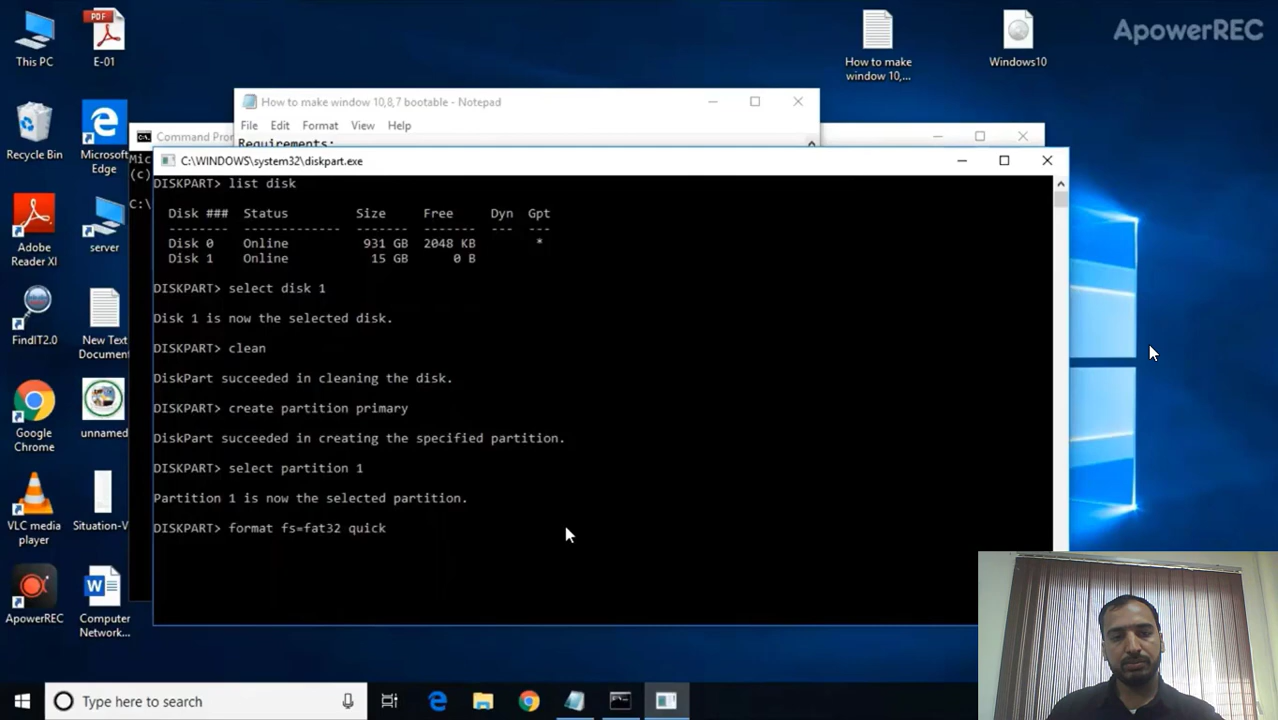 ApowerREC
This PC
E-01
How to make
window 10,...
Windows10
Recycle Bin
Microsoft
Edge
Adobe
Reader XI
server
FindIT2.0
New Text
Document
Google
Chrome
unnamed
VLC media
player
Situation-V
ApowerREC
Computer
Network...
How to make window 10,8,7 bootable - Notepad
File Edit Format View Help
Requirements:
Command Pro
Mic
(c)
C:\
C:\WINDOWS\system32\diskpart.exe
DISKPART> list disk
Disk ### Status Size Free Dyn Gpt
-------- ------------- ------- ------- --- ---
Disk 0 Online 931 GB 2048 KB *
Disk 1 Online 15 GB 0 B
DISKPART> select disk 1
Disk 1 is now the selected disk.
DISKPART> clean
DiskPart succeeded in cleaning the disk.
DISKPART> create partition primary
DiskPart succeeded in creating the specified partition.
DISKPART> select partition 1
Partition 1 is now the selected partition.
DISKPART> format fs=fat32 quick
Type here to search